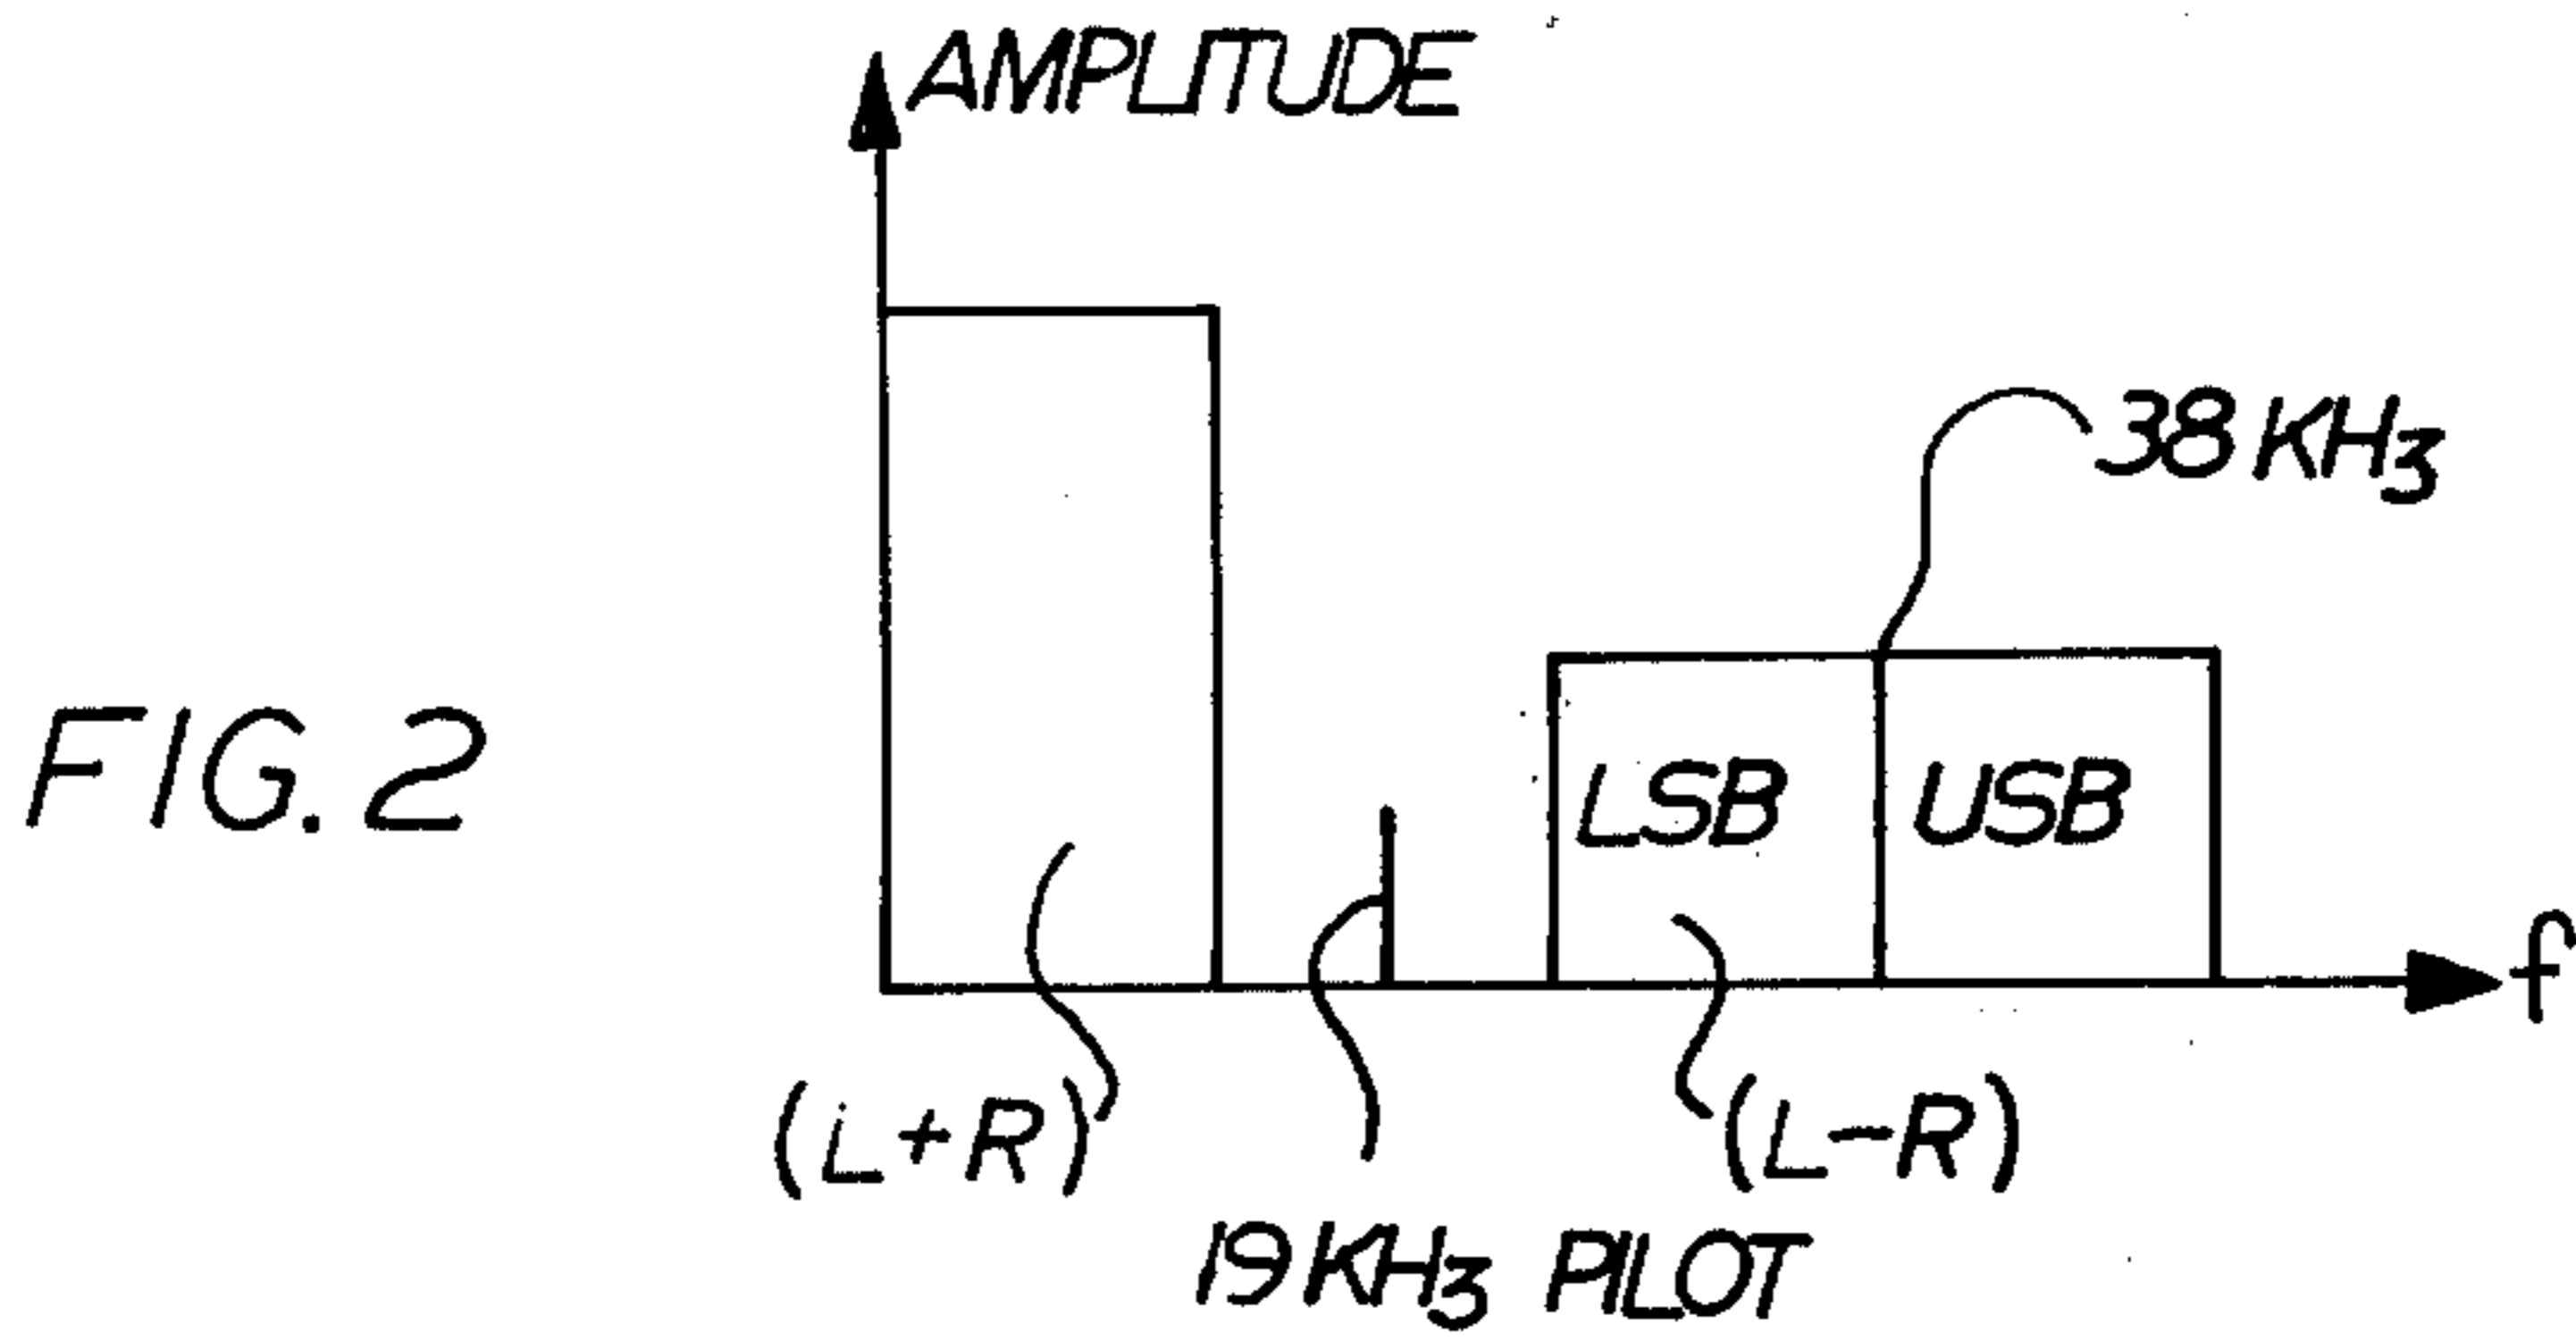 AMPLITUDE
38 KHz
FIG. 2
LSB
USB
f
(L+R)
(L-R)
19 KHz PILOT